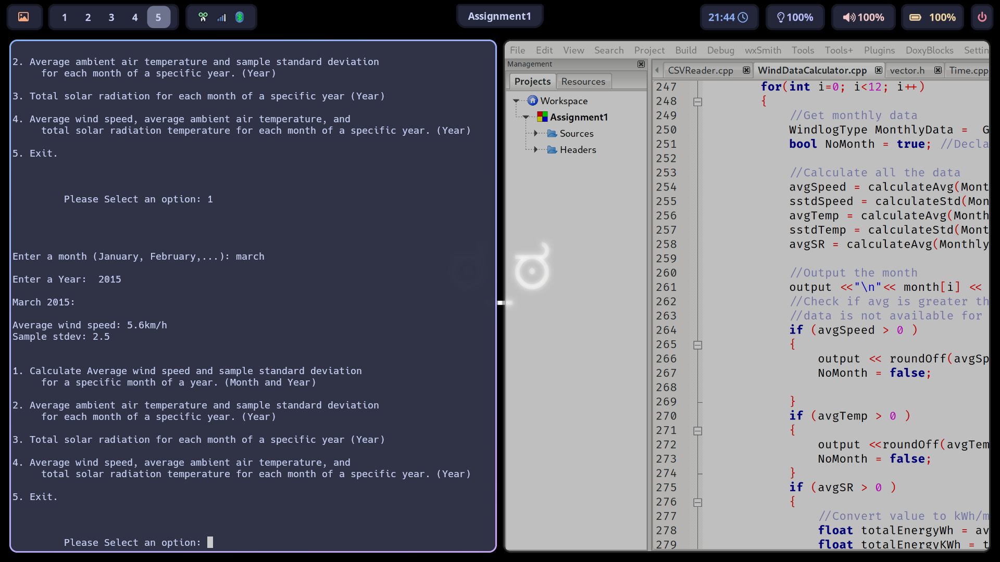 1 2 3 4 5
Assignment1
21:44 100% 100% 100%
2. Average ambient air temperature and sample standard deviation
for each month of a specific year. (Year)
3. Total solar radiation for each month of a specific year (Year)
4. Average wind speed, average ambient air temperature, and
total solar radiation temperature for each month of a specific year. (Year)
5. Exit.
Please Select an option: 1
Enter a month (January, February,...): march
Enter a Year:  2015
March 2015:
Average wind speed: 5.6km/h
Sample stdev: 2.5
1. Calculate Average wind speed and sample standard deviation
for a specific month of a year. (Month and Year)
2. Average ambient air temperature and sample standard deviation
for each month of a specific year. (Year)
3. Total solar radiation for each month of a specific year (Year)
4. Average wind speed, average ambient air temperature, and
total solar radiation temperature for each month of a specific year. (Year)
5. Exit.
Please Select an option:
File Edit View Search Project Build Debug wxSmith Tools Tools+ Plugins DoxyBlocks Settin
Management
Projects Resources
Workspace
Assignment1
Sources
Headers
CSVReader.cpp WindDataCalculator.cpp vector.h Time.cpp
247 for(int i=0; i<12; i++)
248 {
249 //Get monthly data
250 WindlogType MonthlyData = G
251 bool NoMonth = true; //Decla
252
253 //Calculate all the data
254 avgSpeed = calculateAvg(Mont
255 sstdSpeed = calculateStd(Mon
256 avgTemp = calculateAvg(Month
257 sstdTemp = calculateStd(Mont
258 avgSR = calculateAvg(Monthly
259
260 //Output the month
261 output <<"\n"<< month[i] <<
262 //Check if avg is greater th
263 //data is not available for
264 if (avgSpeed > 0 )
265 {
266 output << roundOff(avgSp
267 NoMonth = false;
268
269 }
270 if (avgTemp > 0 )
271 {
272 output <<roundOff(avgTem
273 NoMonth = false;
274 }
275 if (avgSR > 0 )
276 {
277 //Convert value to kWh/m
278 float totalEnergyWh = av
279 float totalEnergyKWh = t